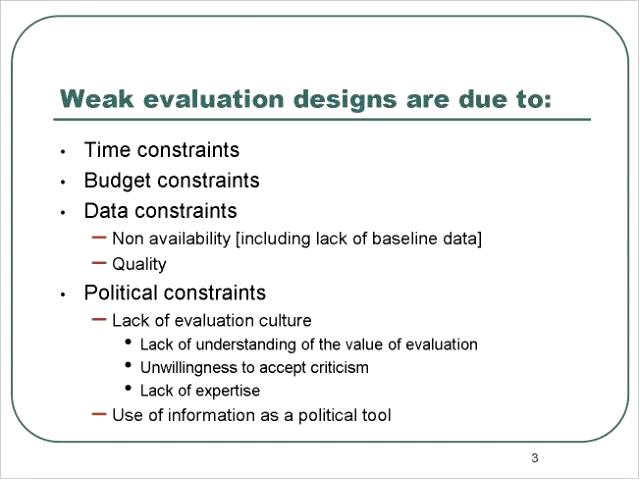 Weak evaluation designs are due to:
• Time constraints
• Budget constraints
• Data constraints
– Non availability [including lack of baseline data]
– Quality
• Political constraints
– Lack of evaluation culture
• Lack of understanding of the value of evaluation
• Unwillingness to accept criticism
• Lack of expertise
– Use of information as a political tool
3